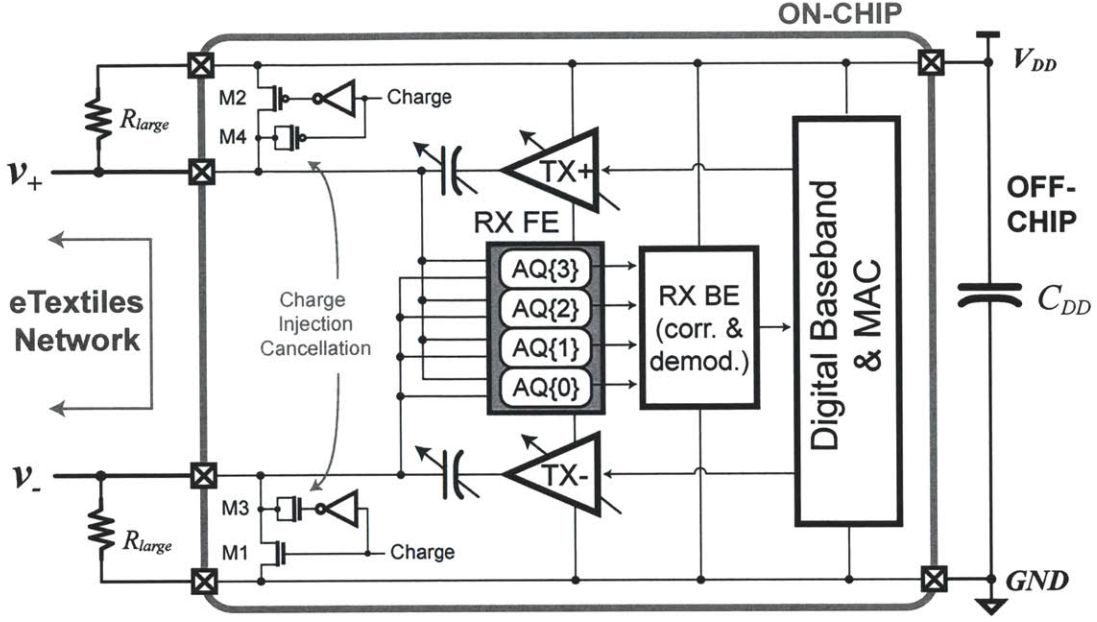 ON-CHIP
V_DD
M2
Charge
R_large
M4
v_+
TX+
OFF-
CHIP
RX FE
AQ{3}
AQ{2}
AQ{1}
AQ{0}
RX BE
(corr. &
demod.)
Digital Baseband
& MAC
C_DD
eTextiles
Network
Charge
Injection
Cancellation
v_-
TX-
M3
R_large
M1
Charge
GND